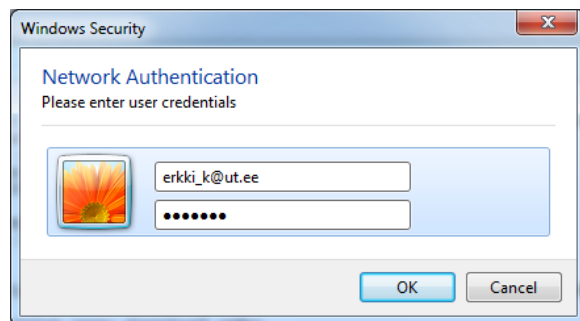 Windows Security
Network Authentication
Please enter user credentials
erkki_k@ut.ee
●●●●●●●
OK
Cancel